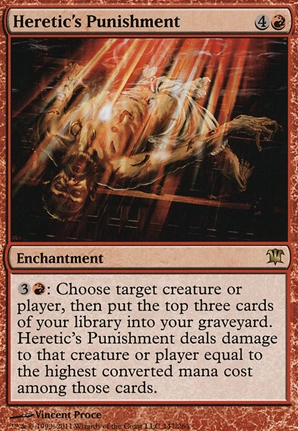 Heretic's Punishment 4
Enchantment
3 : Choose target creature or
player, then put the top three cards
of your library into your graveyard.
Heretic's Punishment deals damage
to that creature or player equal to
the highest converted mana cost
among those cards.
Vincent Proce